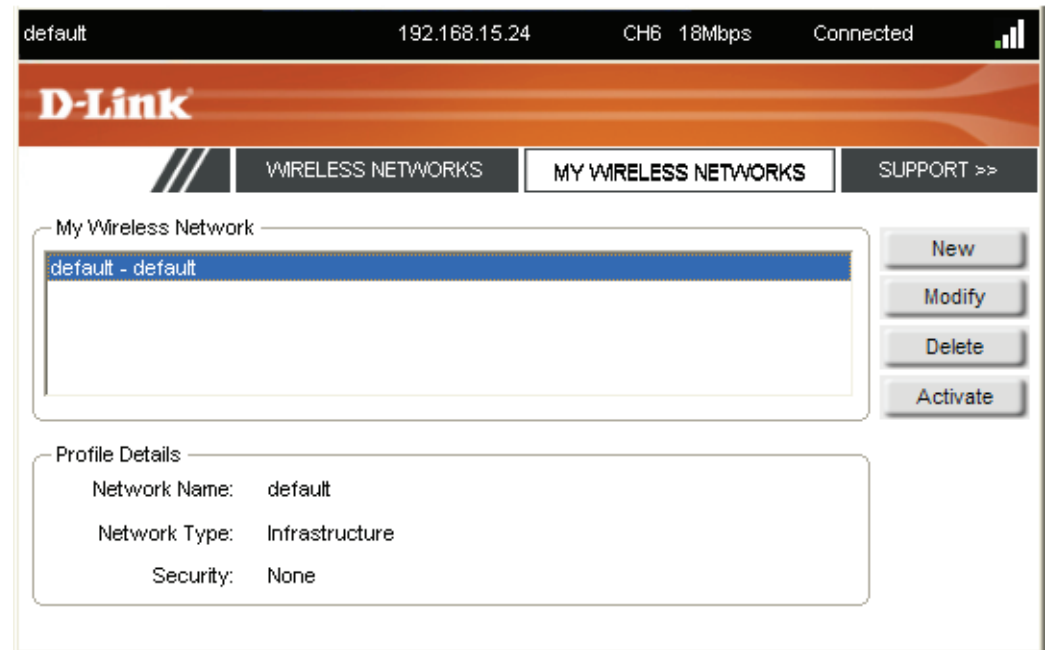 default 192.168.15.24 CH6 18Mbps Connected
D-Link
WIRELESS NETWORKS MY WIRELESS NETWORKS SUPPORT >>
My Wireless Network
default - default
New
Modify
Delete
Activate
Profile Details
Network Name: default
Network Type: Infrastructure
Security: None